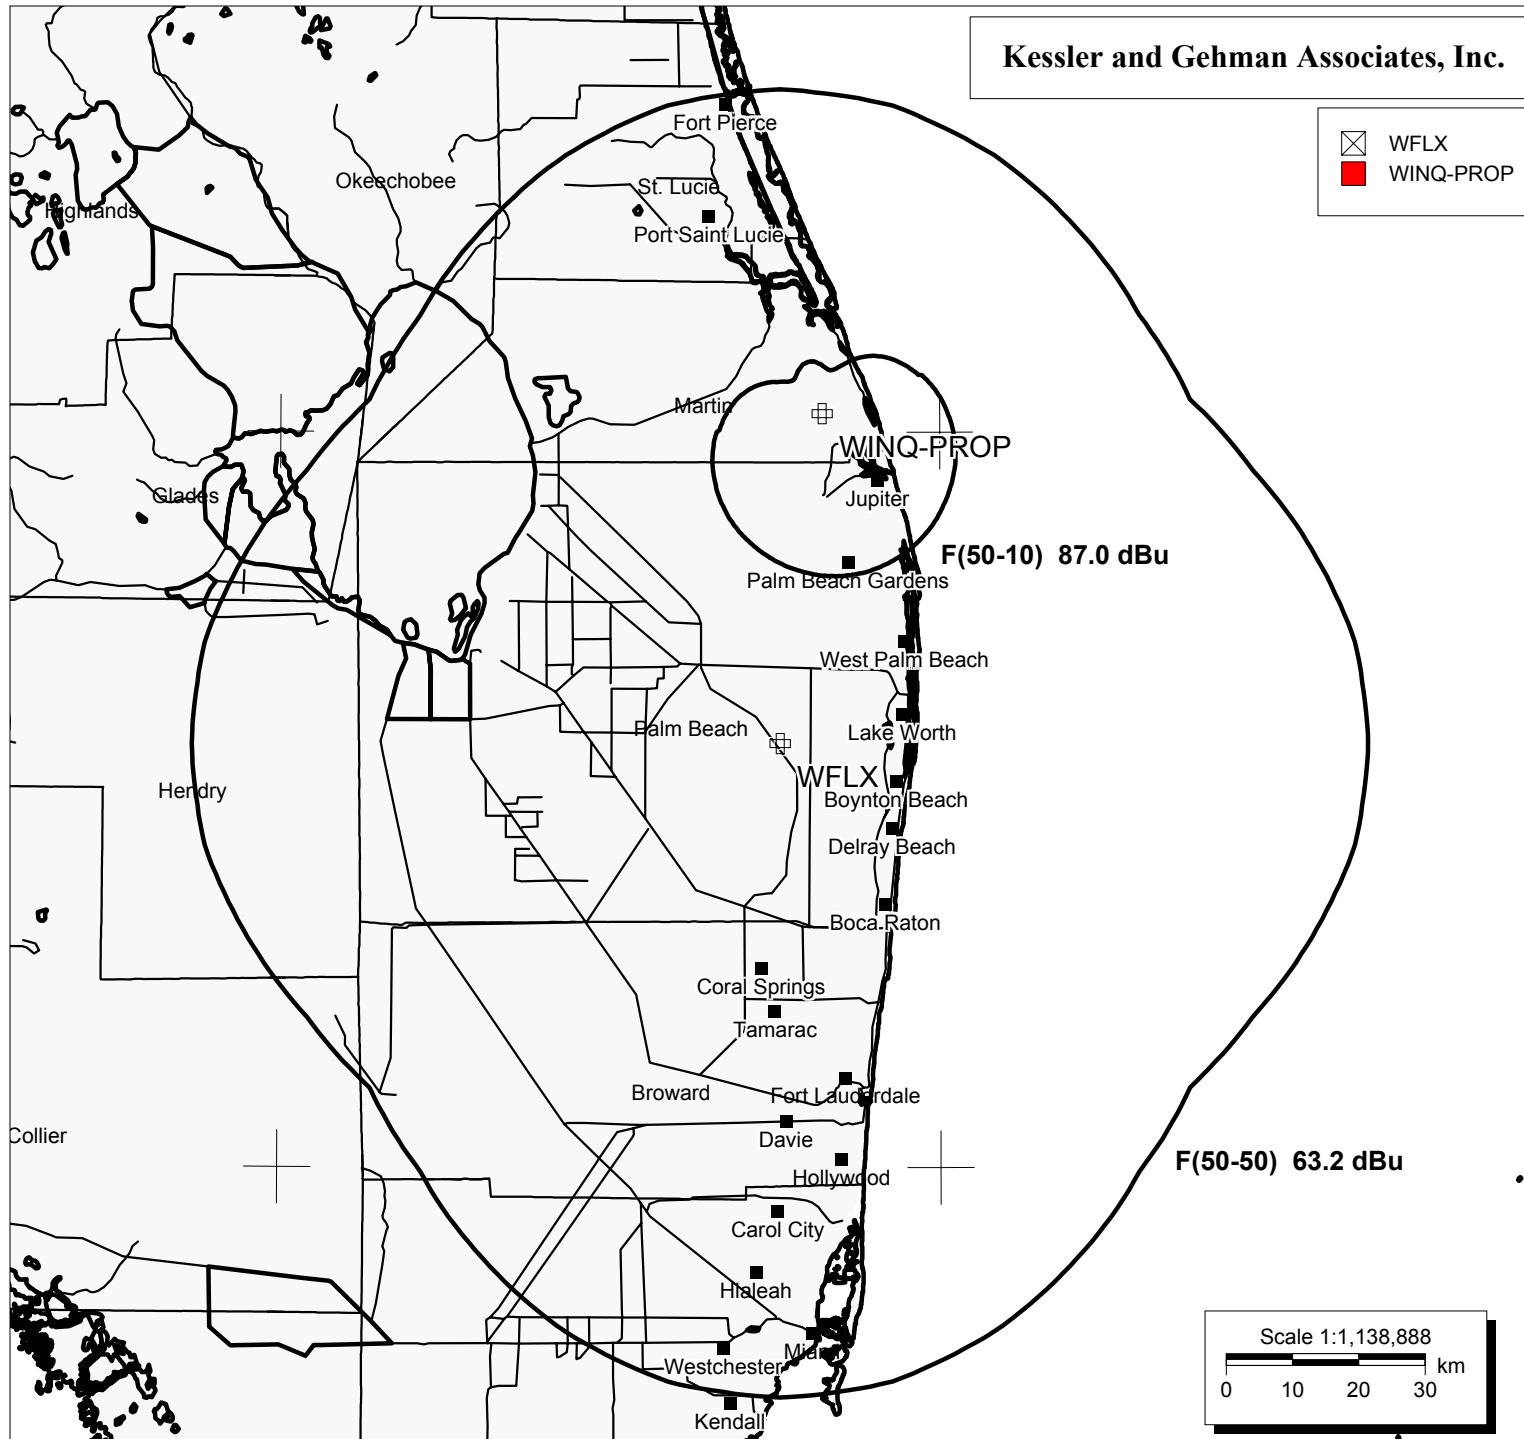 Kessler and Gehman Associates, Inc.
WFLX
WINQ-PROP
Fort Pierce
Okeechobee
St. Lucie
Highlands
Port Saint Lucie
Martin
WINQ-PROP
Glades
Jupiter
F(50-10) 87.0 dBu
Palm Beach Gardens
West Palm Beach
Palm Beach
Lake Worth
WFLX
Hendry
Boynton Beach
Delray Beach
Boca Raton
Coral Springs
Tamarac
Broward
Fort Lauderdale
Collier
Davie
F(50-50) 63.2 dBu
Hollywood
Carol City
Hialeah
Miami
Westchester
Kendall
Scale 1:1,138,888
km
0 10 20 30